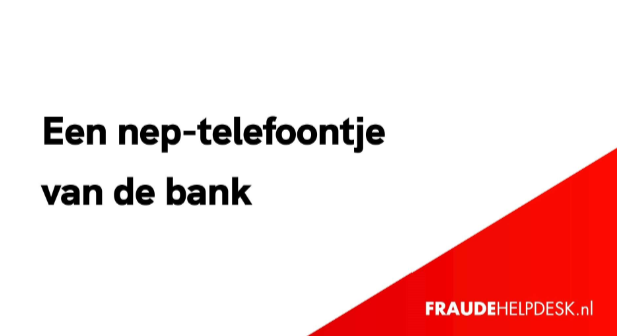 Een nep-telefoontje
van de bank
FRAUDEHELPDESK.nl